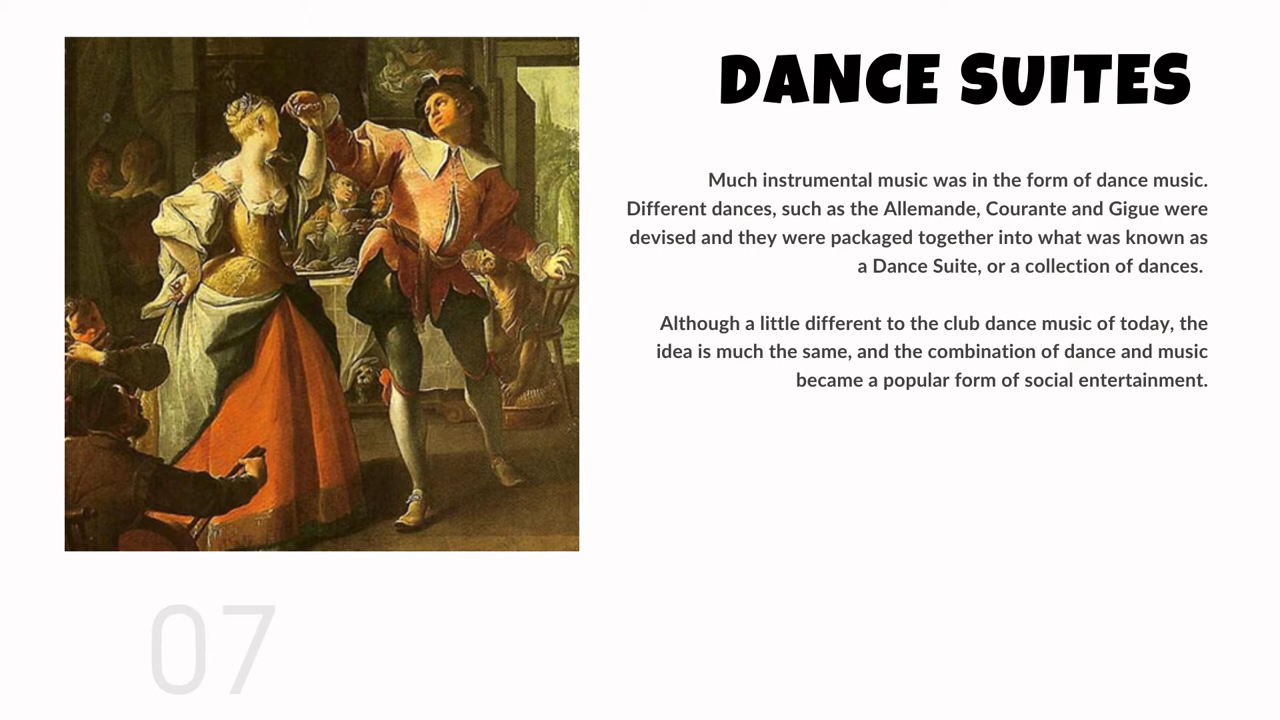 DANCE SUITES
Much instrumental music was in the form of dance music.
Different dances, such as the Allemande, Courante and Gigue were
devised and they were packaged together into what was known as
a Dance Suite, or a collection of dances.
Although a little different to the club dance music of today, the
idea is much the same, and the combination of dance and music
became a popular form of social entertainment.
07